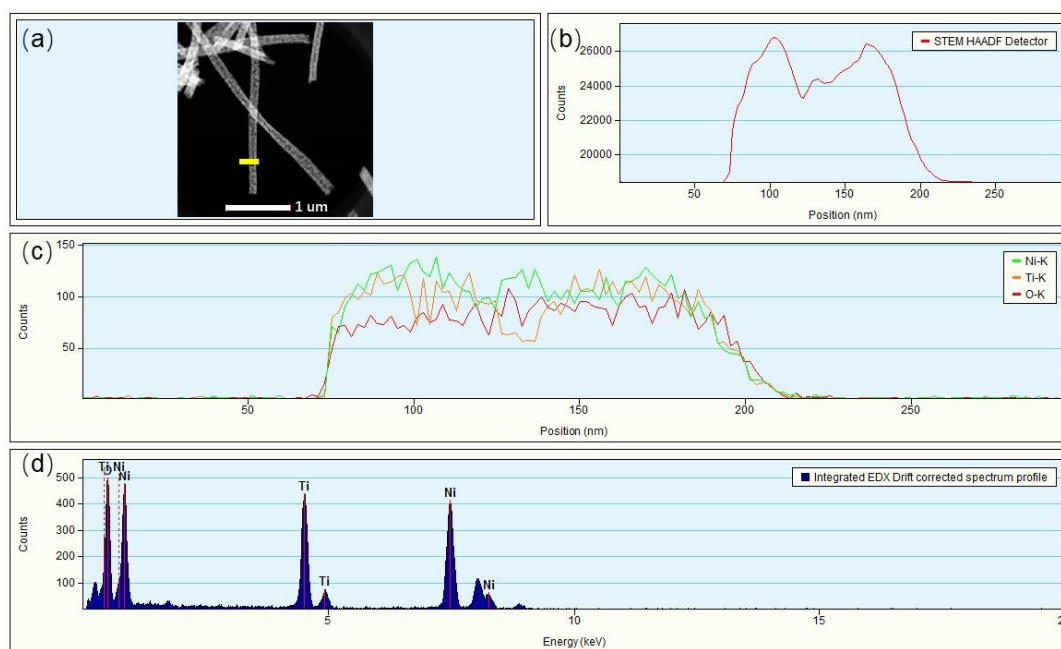 (a)
1 um
(b)
26000
24000
22000
20000
Counts
STEM HAADF Detector
50
100
150
200
250
Position (nm)
(c)
150
100
50
Counts
Ni-K
Ti-K
O-K
50
100
150
200
250
Position (nm)
(d)
500
400
300
200
100
Counts
Ti
Ni
Ni
Ti
Ti
Ni
Ni
Integrated EDX Drift corrected spectrum profile
5
10
15
2
Energy (keV)